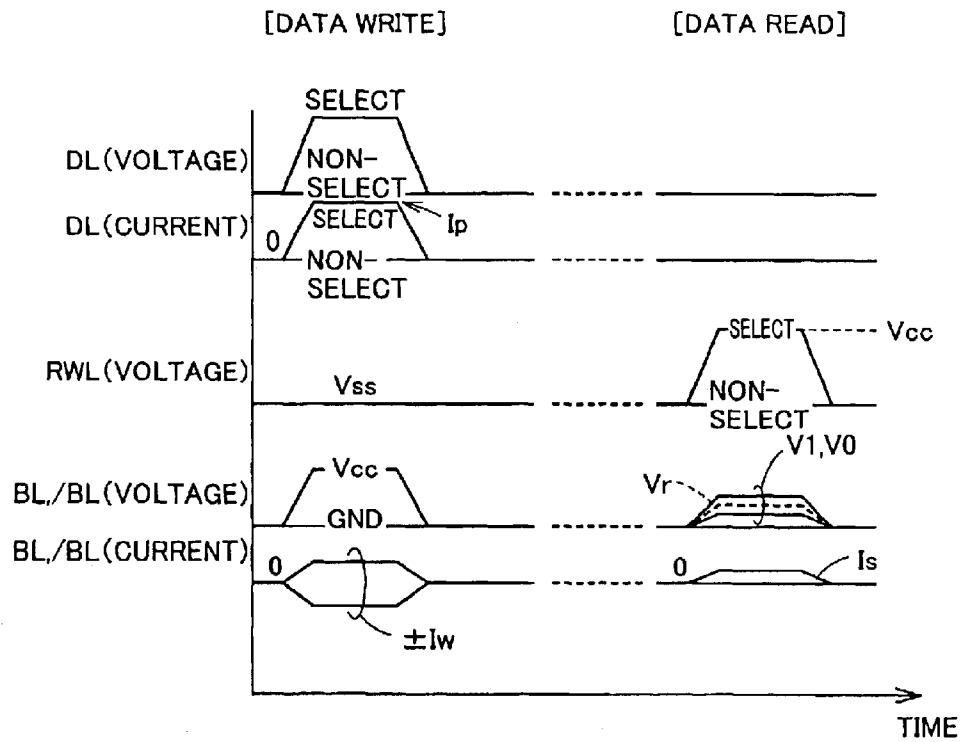 [DATA WRITE]
[DATA READ]
SELECT
DL(VOLTAGE)
NON-
SELECT
DL(CURRENT)
SELECT
Ip
0
NON-
SELECT
SELECT
Vcc
RWL(VOLTAGE)
Vss
NON-
SELECT
V1,V0
Vcc
Vr
BL,/BL(VOLTAGE)
GND
BL,/BL(CURRENT)
0
0
Is
±Iw
TIME